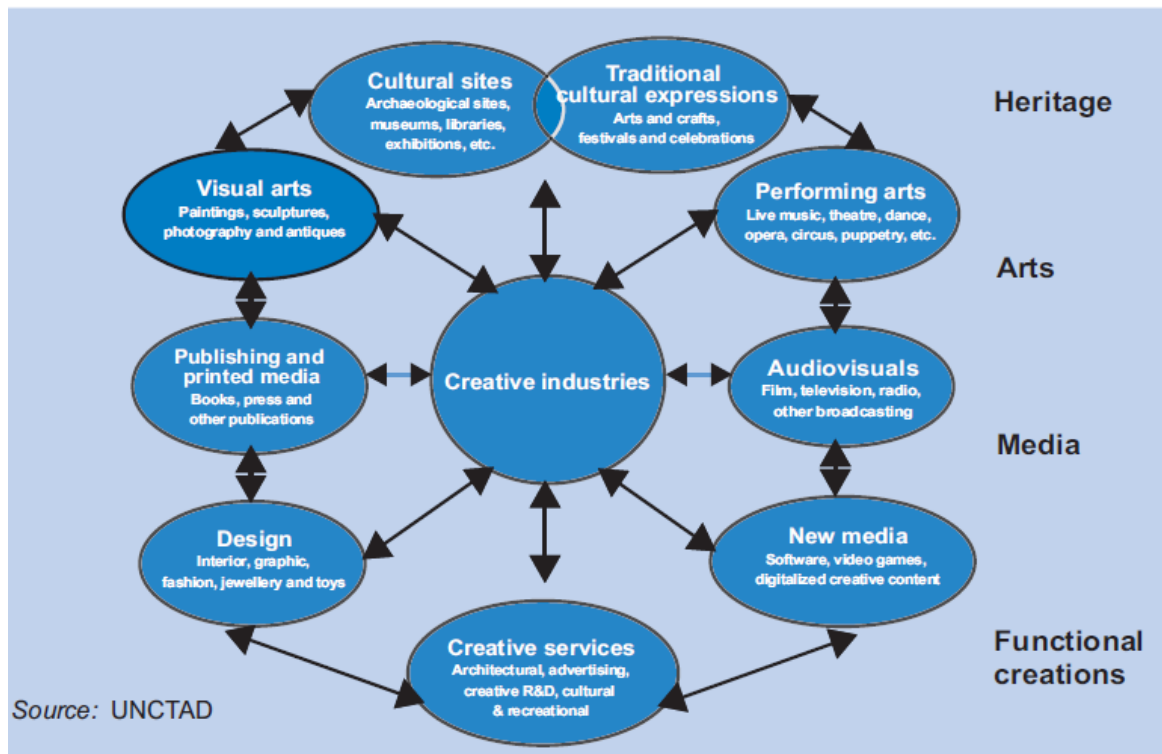 Cultural sites
Archaeological sites,
museums, libraries,
exhibitions, etc.
Traditional
cultural expressions
Arts and crafts,
festivals and celebrations
Heritage
Visual arts
Paintings, sculptures,
photography and antiques
Performing arts
Live music, theatre, dance,
opera, circus, puppetry, etc.
Arts
Publishing and
printed media
Books, press and
other publications
Creative industries
Audiovisuals
Film, television, radio,
other broadcasting
Media
Design
Interior, graphic,
fashion, jewellery and toys
New media
Software, video games,
digitalized creative content
Creative services
Architectural, advertising,
creative R&D, cultural
& recreational
Functional
creations
Source: UNCTAD